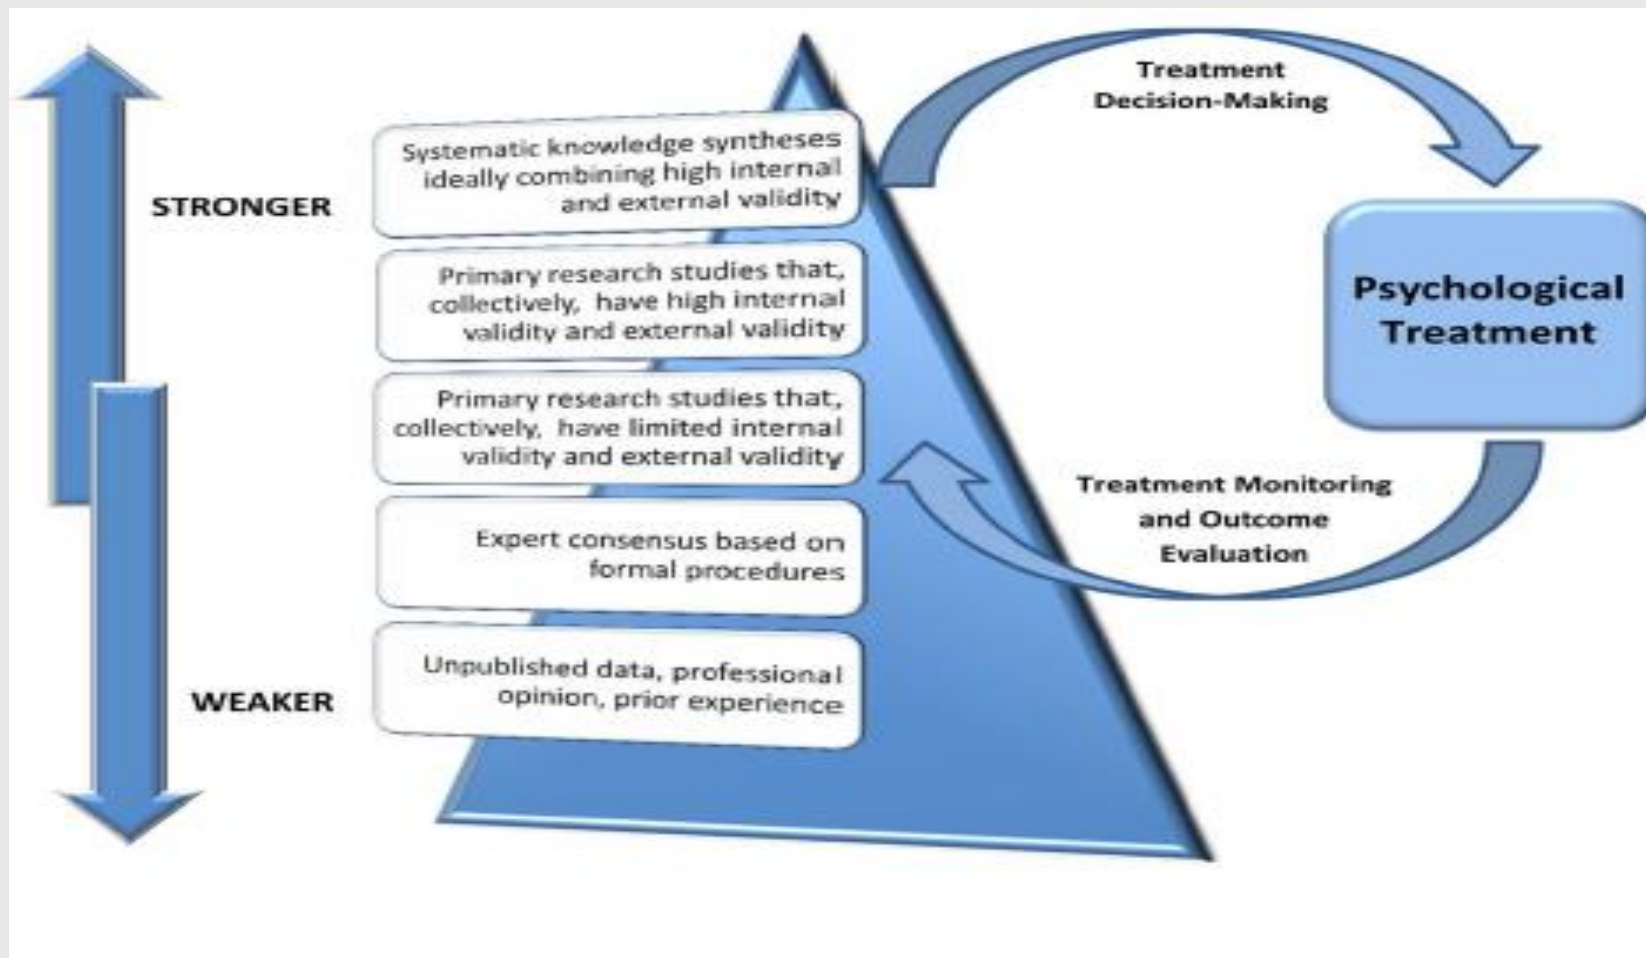 Treatment
Decision-Making
Systematic knowledge syntheses
ideally combining high internal
and external validity
STRONGER
Primary research studies that,
collectively, have high internal
validity and external validity
Psychological
Treatment
Primary research studies that,
collectively, have limited internal
validity and external validity
Treatment Monitoring
and Outcome
Evaluation
Expert consensus based on
formal procedures
Unpublished data, professional
opinion, prior experience
WEAKER